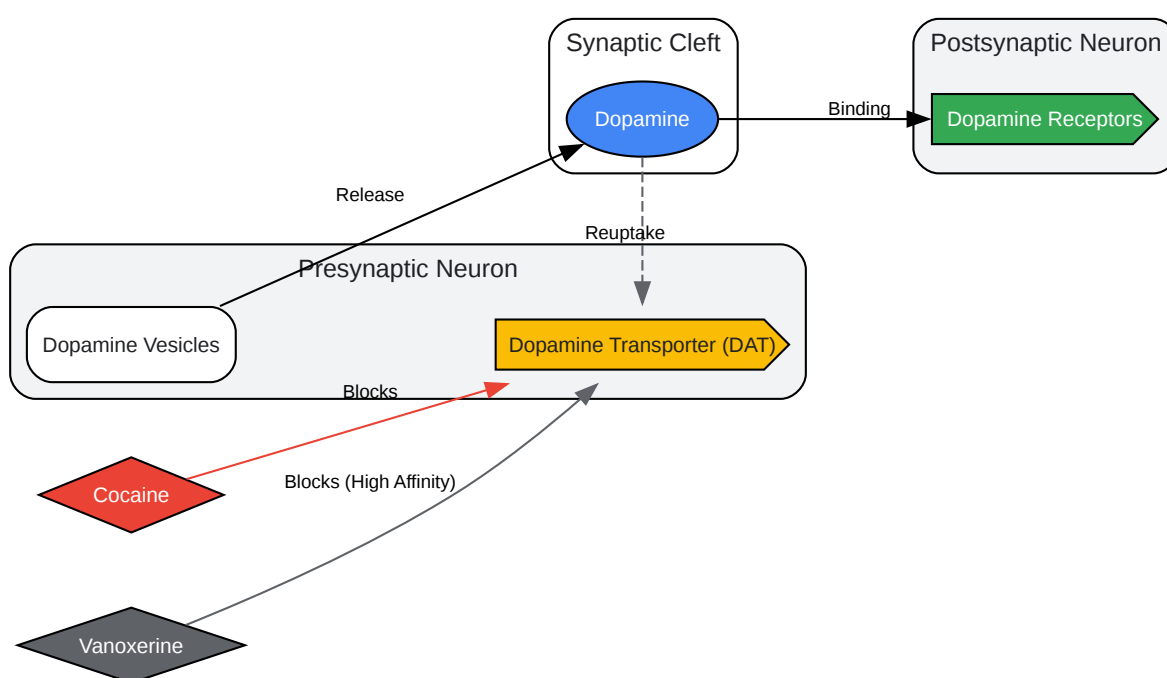 Synaptic Cleft
Postsynaptic Neuron
Dopamine
Binding
Dopamine Receptors
Release
Reuptake
Presynaptic Neuron
Dopamine Vesicles
Dopamine Transporter (DAT)
Blocks
Blocks (High Affinity)
Cocaine
Vanoxerine